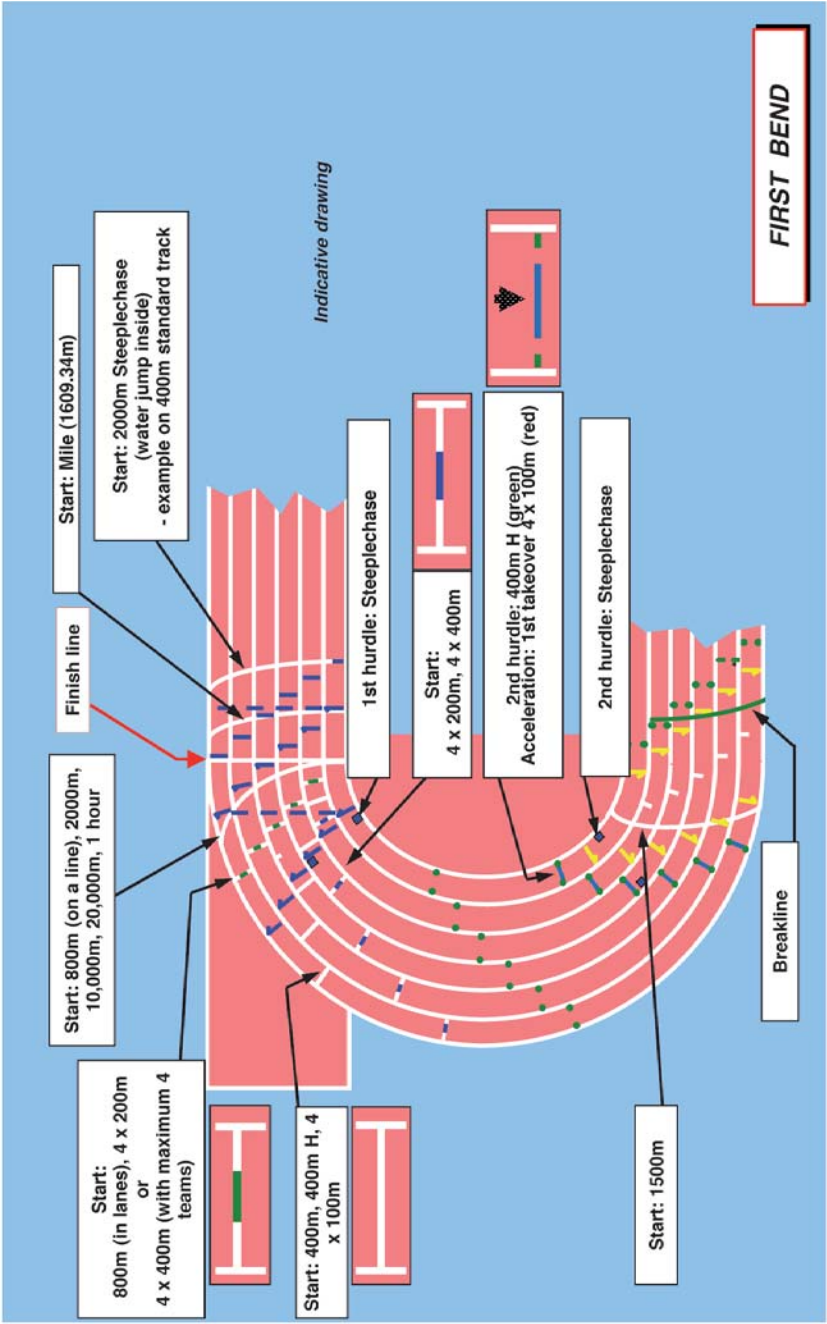 Start: Mile (1609.34m)
Start: 2000m Steeplechase
(water jump inside)
- example on 400m standard track
Indicative drawing
FIRST BEND
Finish line
Start: 800m (on a line), 2000m,
10,000m, 20,000m, 1 hour
Start:
800m (in lanes), 4 x 200m
or
4 x 400m (with maximum 4
teams)
Start: 400m, 400m H, 4
x 100m
1st hurdle: Steeplechase
Start:
4 x 200m, 4 x 400m
2nd hurdle: 400m H (green)
Acceleration: 1st takeover 4 x 100m (red)
2nd hurdle: Steeplechase
Start: 1500m
Breakline